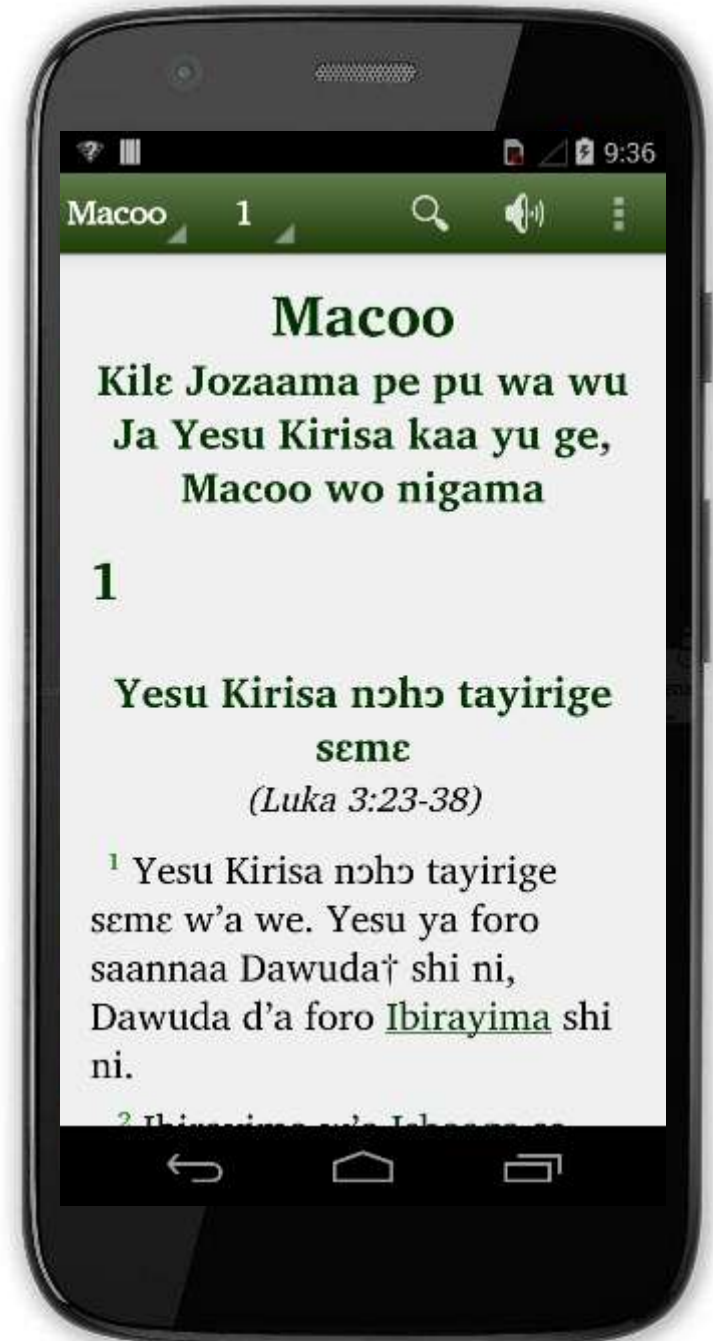 9:36
Macoo 1
Macoo
Kilɛ Jozaama pe pu wa wu
Ja Yesu Kirisa kaa yu ge,
Macoo wo nigama
1
Yesu Kirisa nɔhɔ tayirige
sɛmɛ
(Luka 3:23-38)
1 Yesu Kirisa nɔhɔ tayirige
sɛmɛ w’a we. Yesu ya foro
saannaa Dawuda† shi ni,
Dawuda d’a foro Ibirayima shi
ni.
2